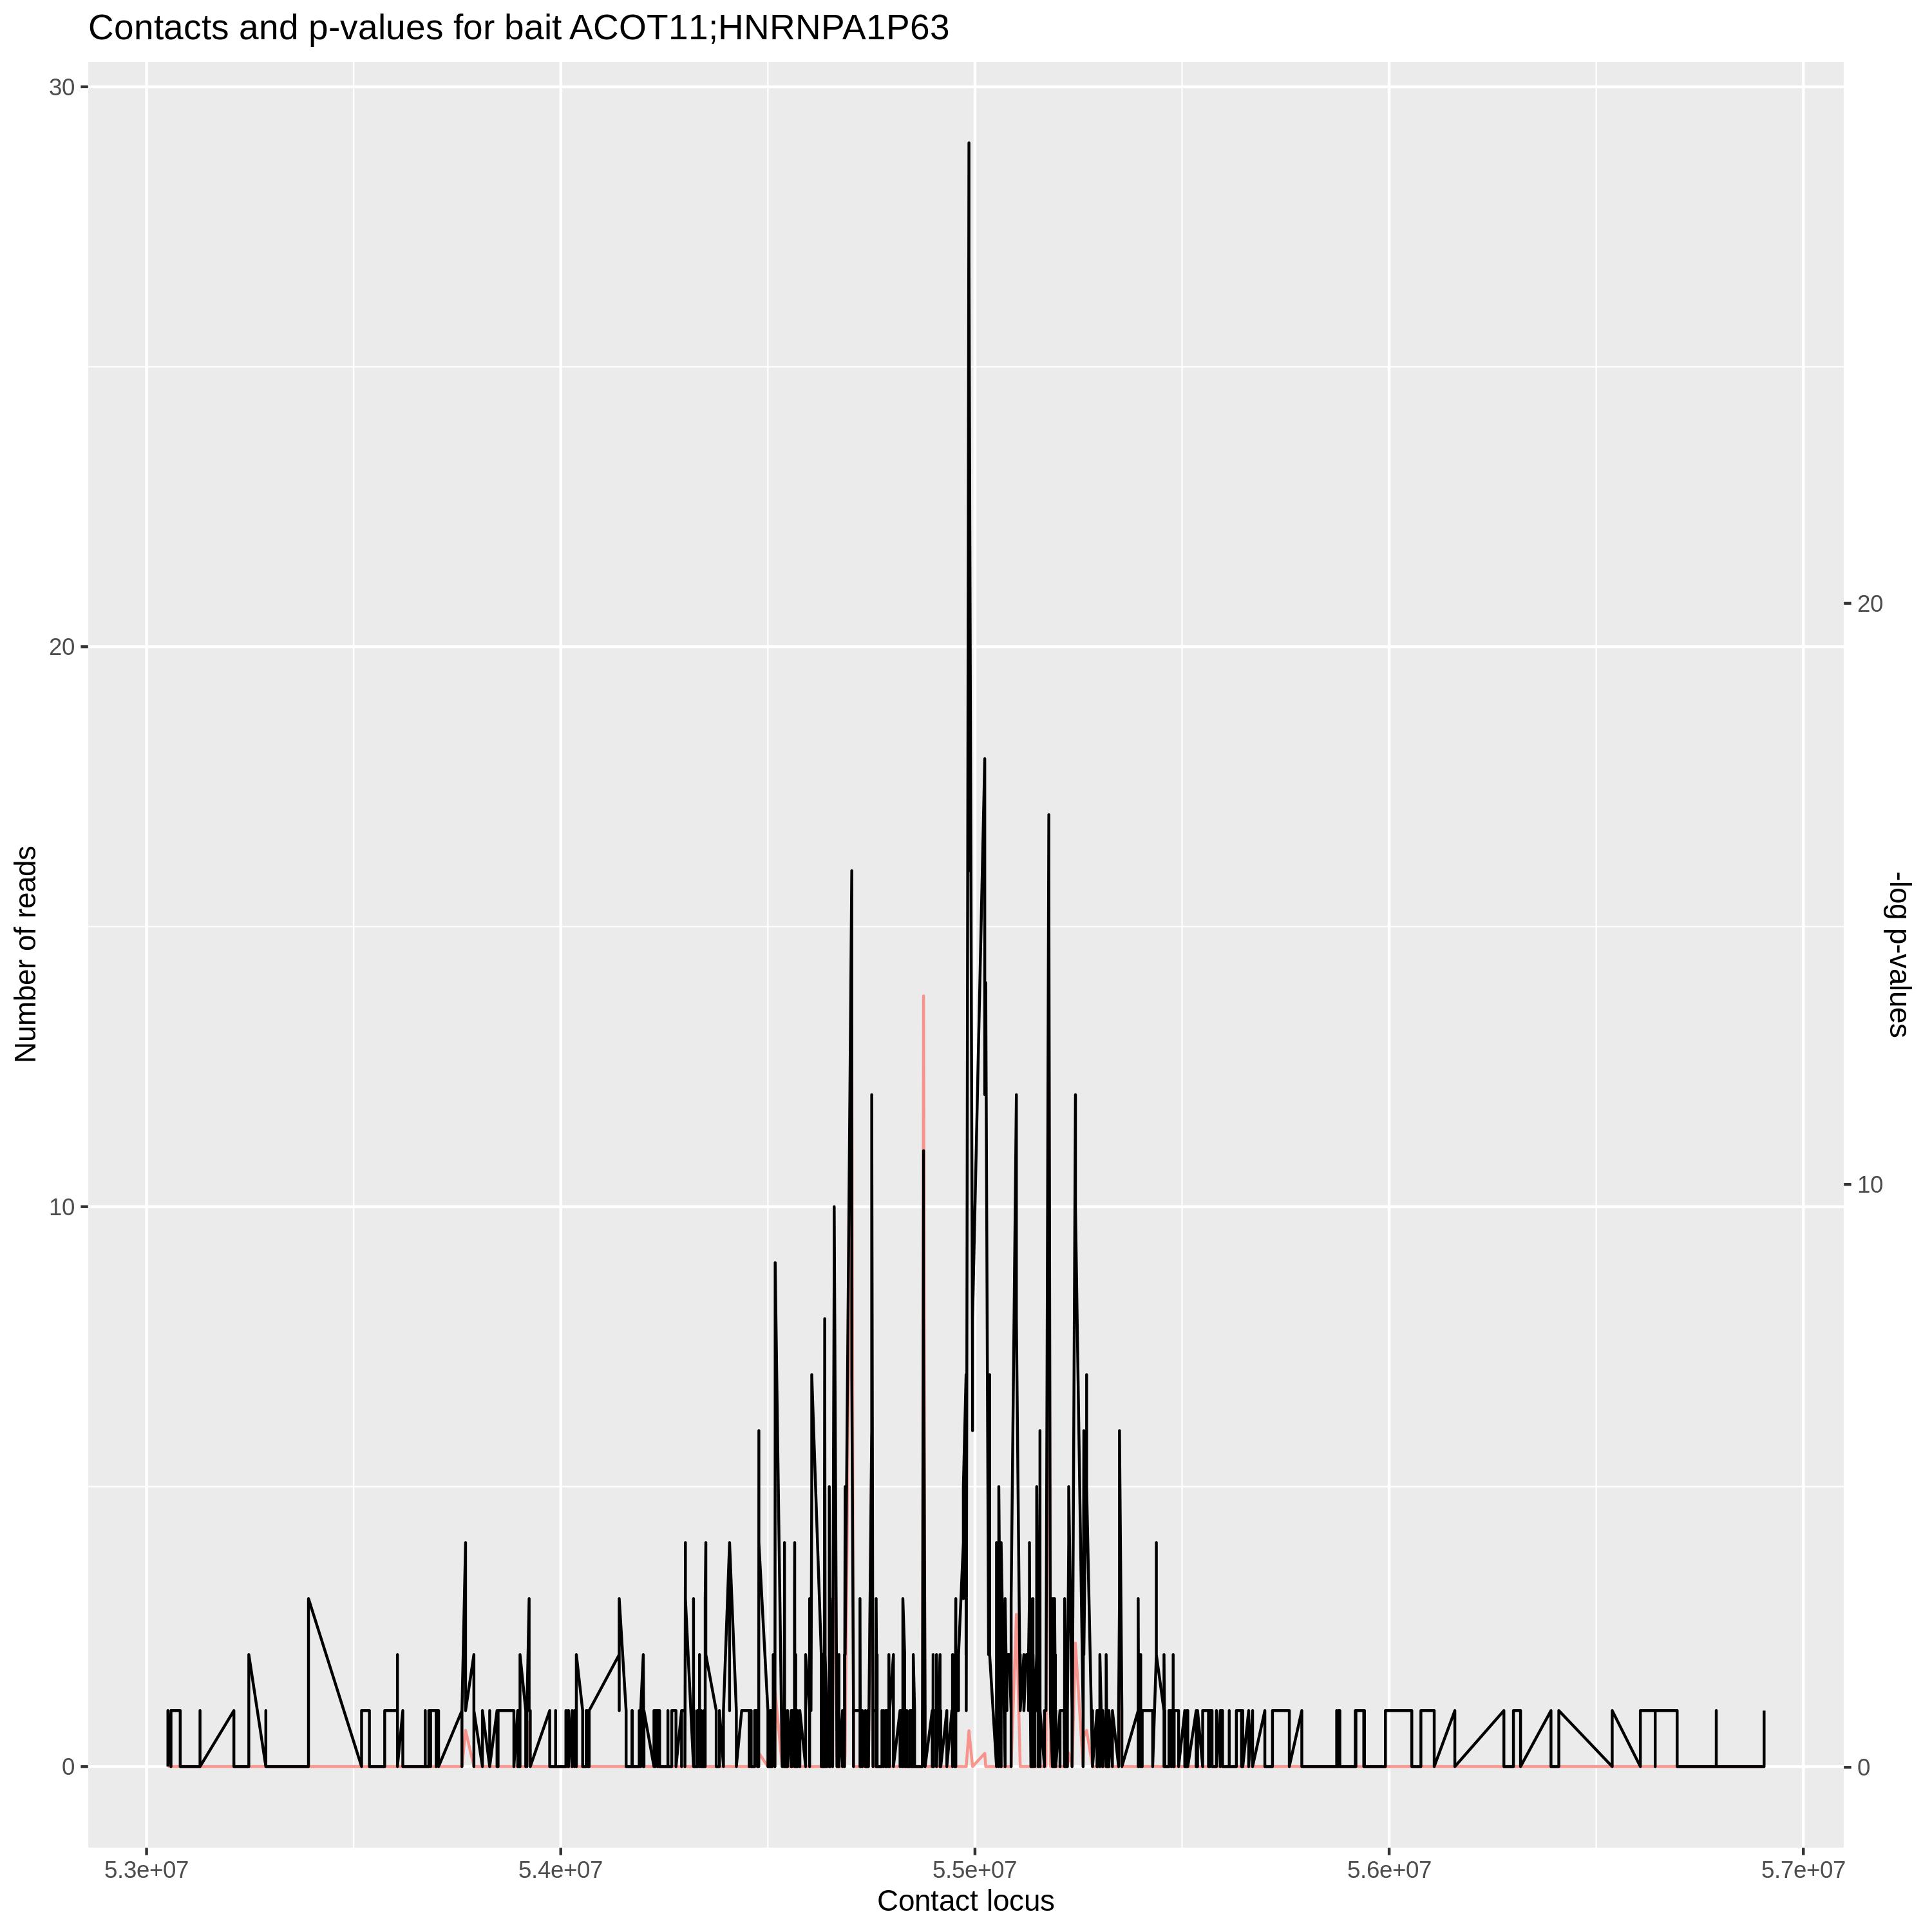 Contacts and p-values for bait ACOT11;HNRNPA1P63
30
20
10
0
Number of reads
20
10
0
-log p-values
5.3e+07 5.4e+07 5.5e+07 5.6e+07 5.7e+07
Contact locus